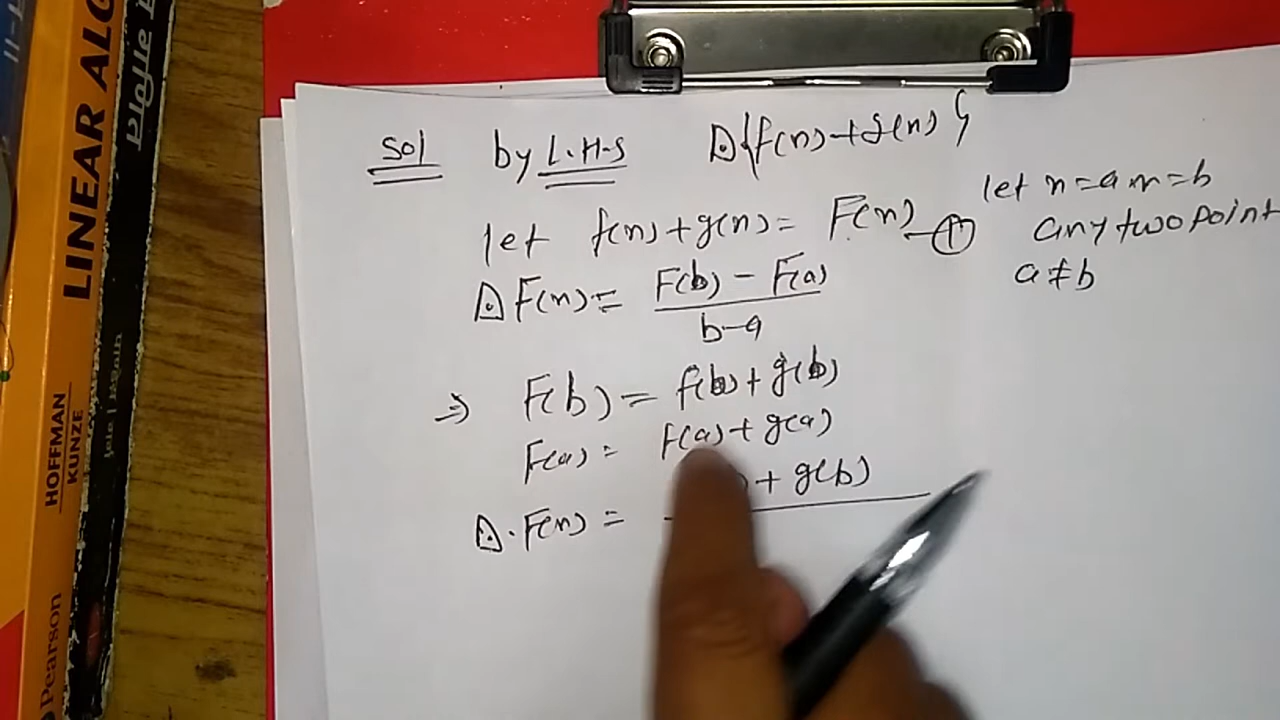 LINEAR ALG
HOFFMAN
KUNZE
Pearson
Sol by L.H.S △{f(n)+g(n)}
let n=a n=b
any two point
a≠b
let f(n)+g(n)= F(n) — ①
△F(n)= F(b) - F(a)
b-a
⇒ F(b) = f(b)+g(b)
F(a) = f(a)+g(a)
+ g(b)
△.F(n) =